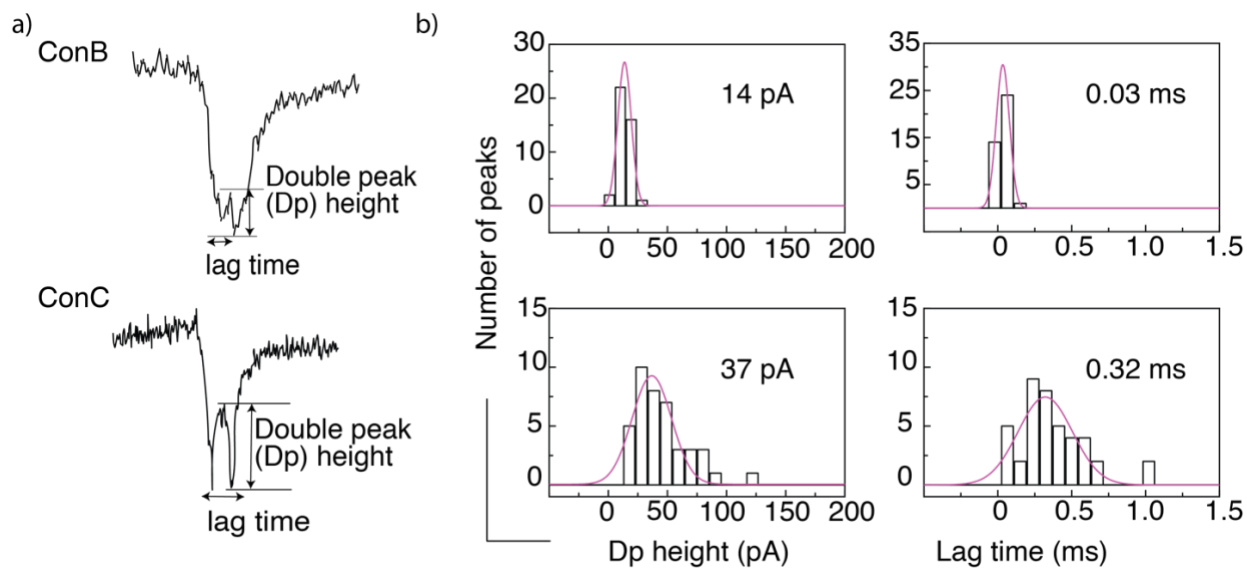 a)
ConB
Double peak
(Dp) height
lag time
ConC
Double peak
(Dp) height
lag time
b)
Number of peaks
30
20
10
0
14 pA
0 50 100 150 200
35
25
15
5
0.03 ms
0 0.5 1.0 1.5
15
10
5
0
37 pA
0 50 100 150 200
Dp height (pA)
15
10
5
0
0.32 ms
0 0.5 1.0 1.5
Lag time (ms)